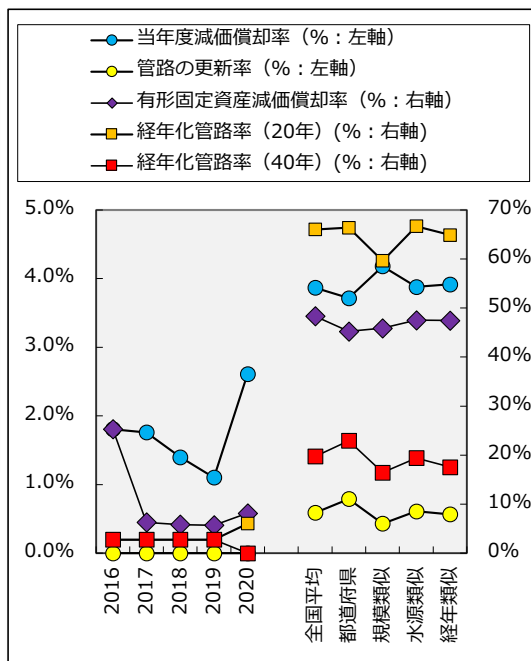 当年度減価償却率（%：左軸）
管路の更新率（%：左軸）
有形固定資産減価償却率（%：右軸）
経年化管路率（20年）(%：右軸)
経年化管路率（40年）(%：右軸)
5.0%
4.0%
3.0%
2.0%
1.0%
0.0%
70%
60%
50%
40%
30%
20%
10%
0%
2016
2017
2018
2019
2020
全国平均
都道府県
規模類似
水源類似
経年類似